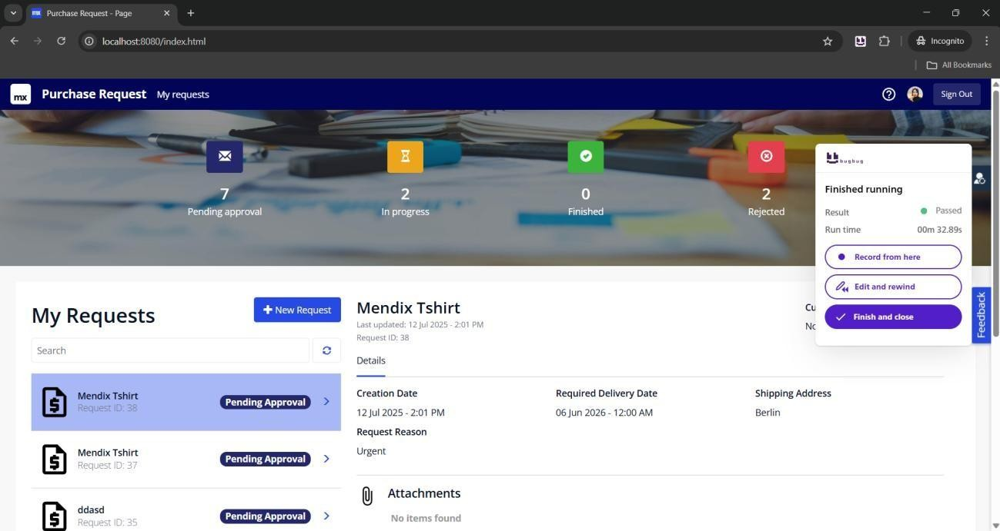 mx Purchase Request - Page
localhost:8080/index.html
Incognito
All Bookmarks
mx Purchase Request My requests
Sign Out
7
Pending approval
2
In progress
0
Finished
2
Rejected
bugbug
Finished running
Result Passed
Run time 00m 32.89s
Record from here
Edit and rewind
Finish and close
Feedback
My Requests
New Request
Search
Mendix Tshirt
Request ID: 38
Pending Approval
Mendix Tshirt
Request ID: 37
Pending Approval
ddasd
Request ID: 35
Pending Approval
Mendix Tshirt
Last updated: 12 Jul 2025 - 2:01 PM
Request ID: 38
Details
Creation Date
12 Jul 2025 - 2:01 PM
Required Delivery Date
06 Jun 2026 - 12:00 AM
Shipping Address
Berlin
Request Reason
Urgent
Attachments
No items found